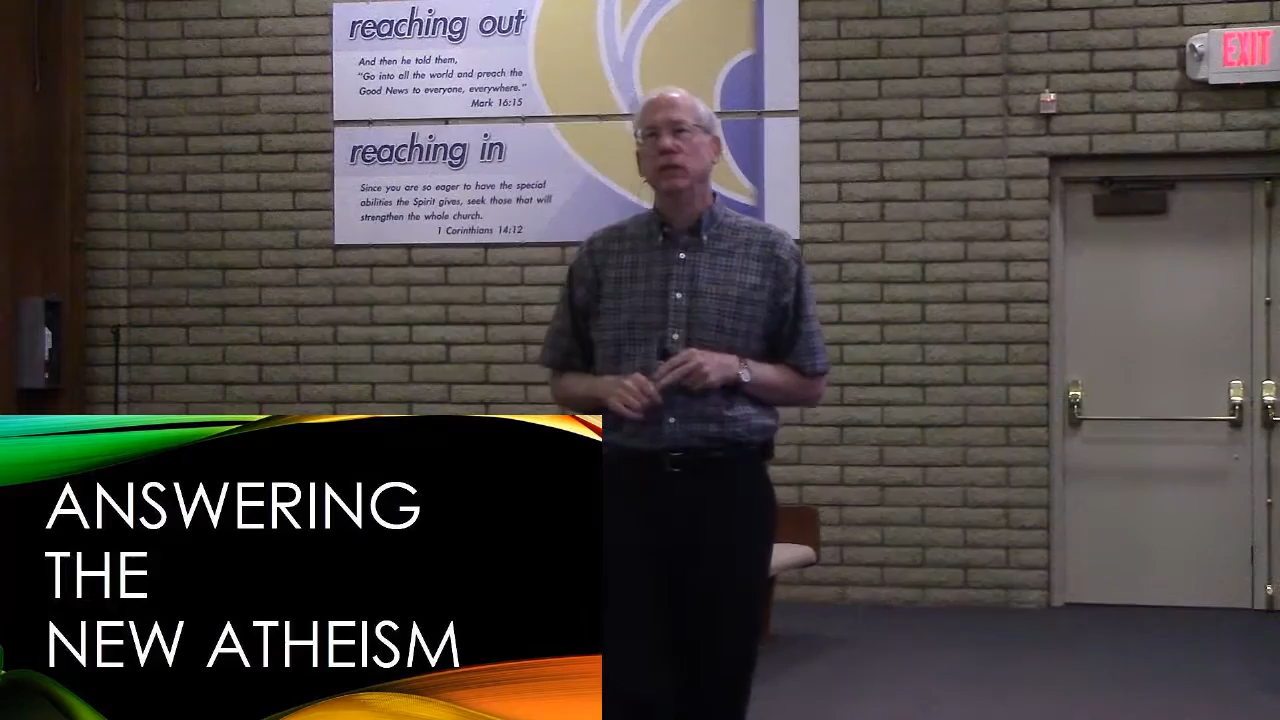 reaching out
And then he told them,
"Go into all the world and preach the
Good News to everyone, everywhere."
Mark 16:15
reaching in
Since you are so eager to have the special
abilities the Spirit gives, seek those that will
strengthen the whole church.
1 Corinthians 14:12
EXIT
ANSWERING
THE
NEW ATHEISM